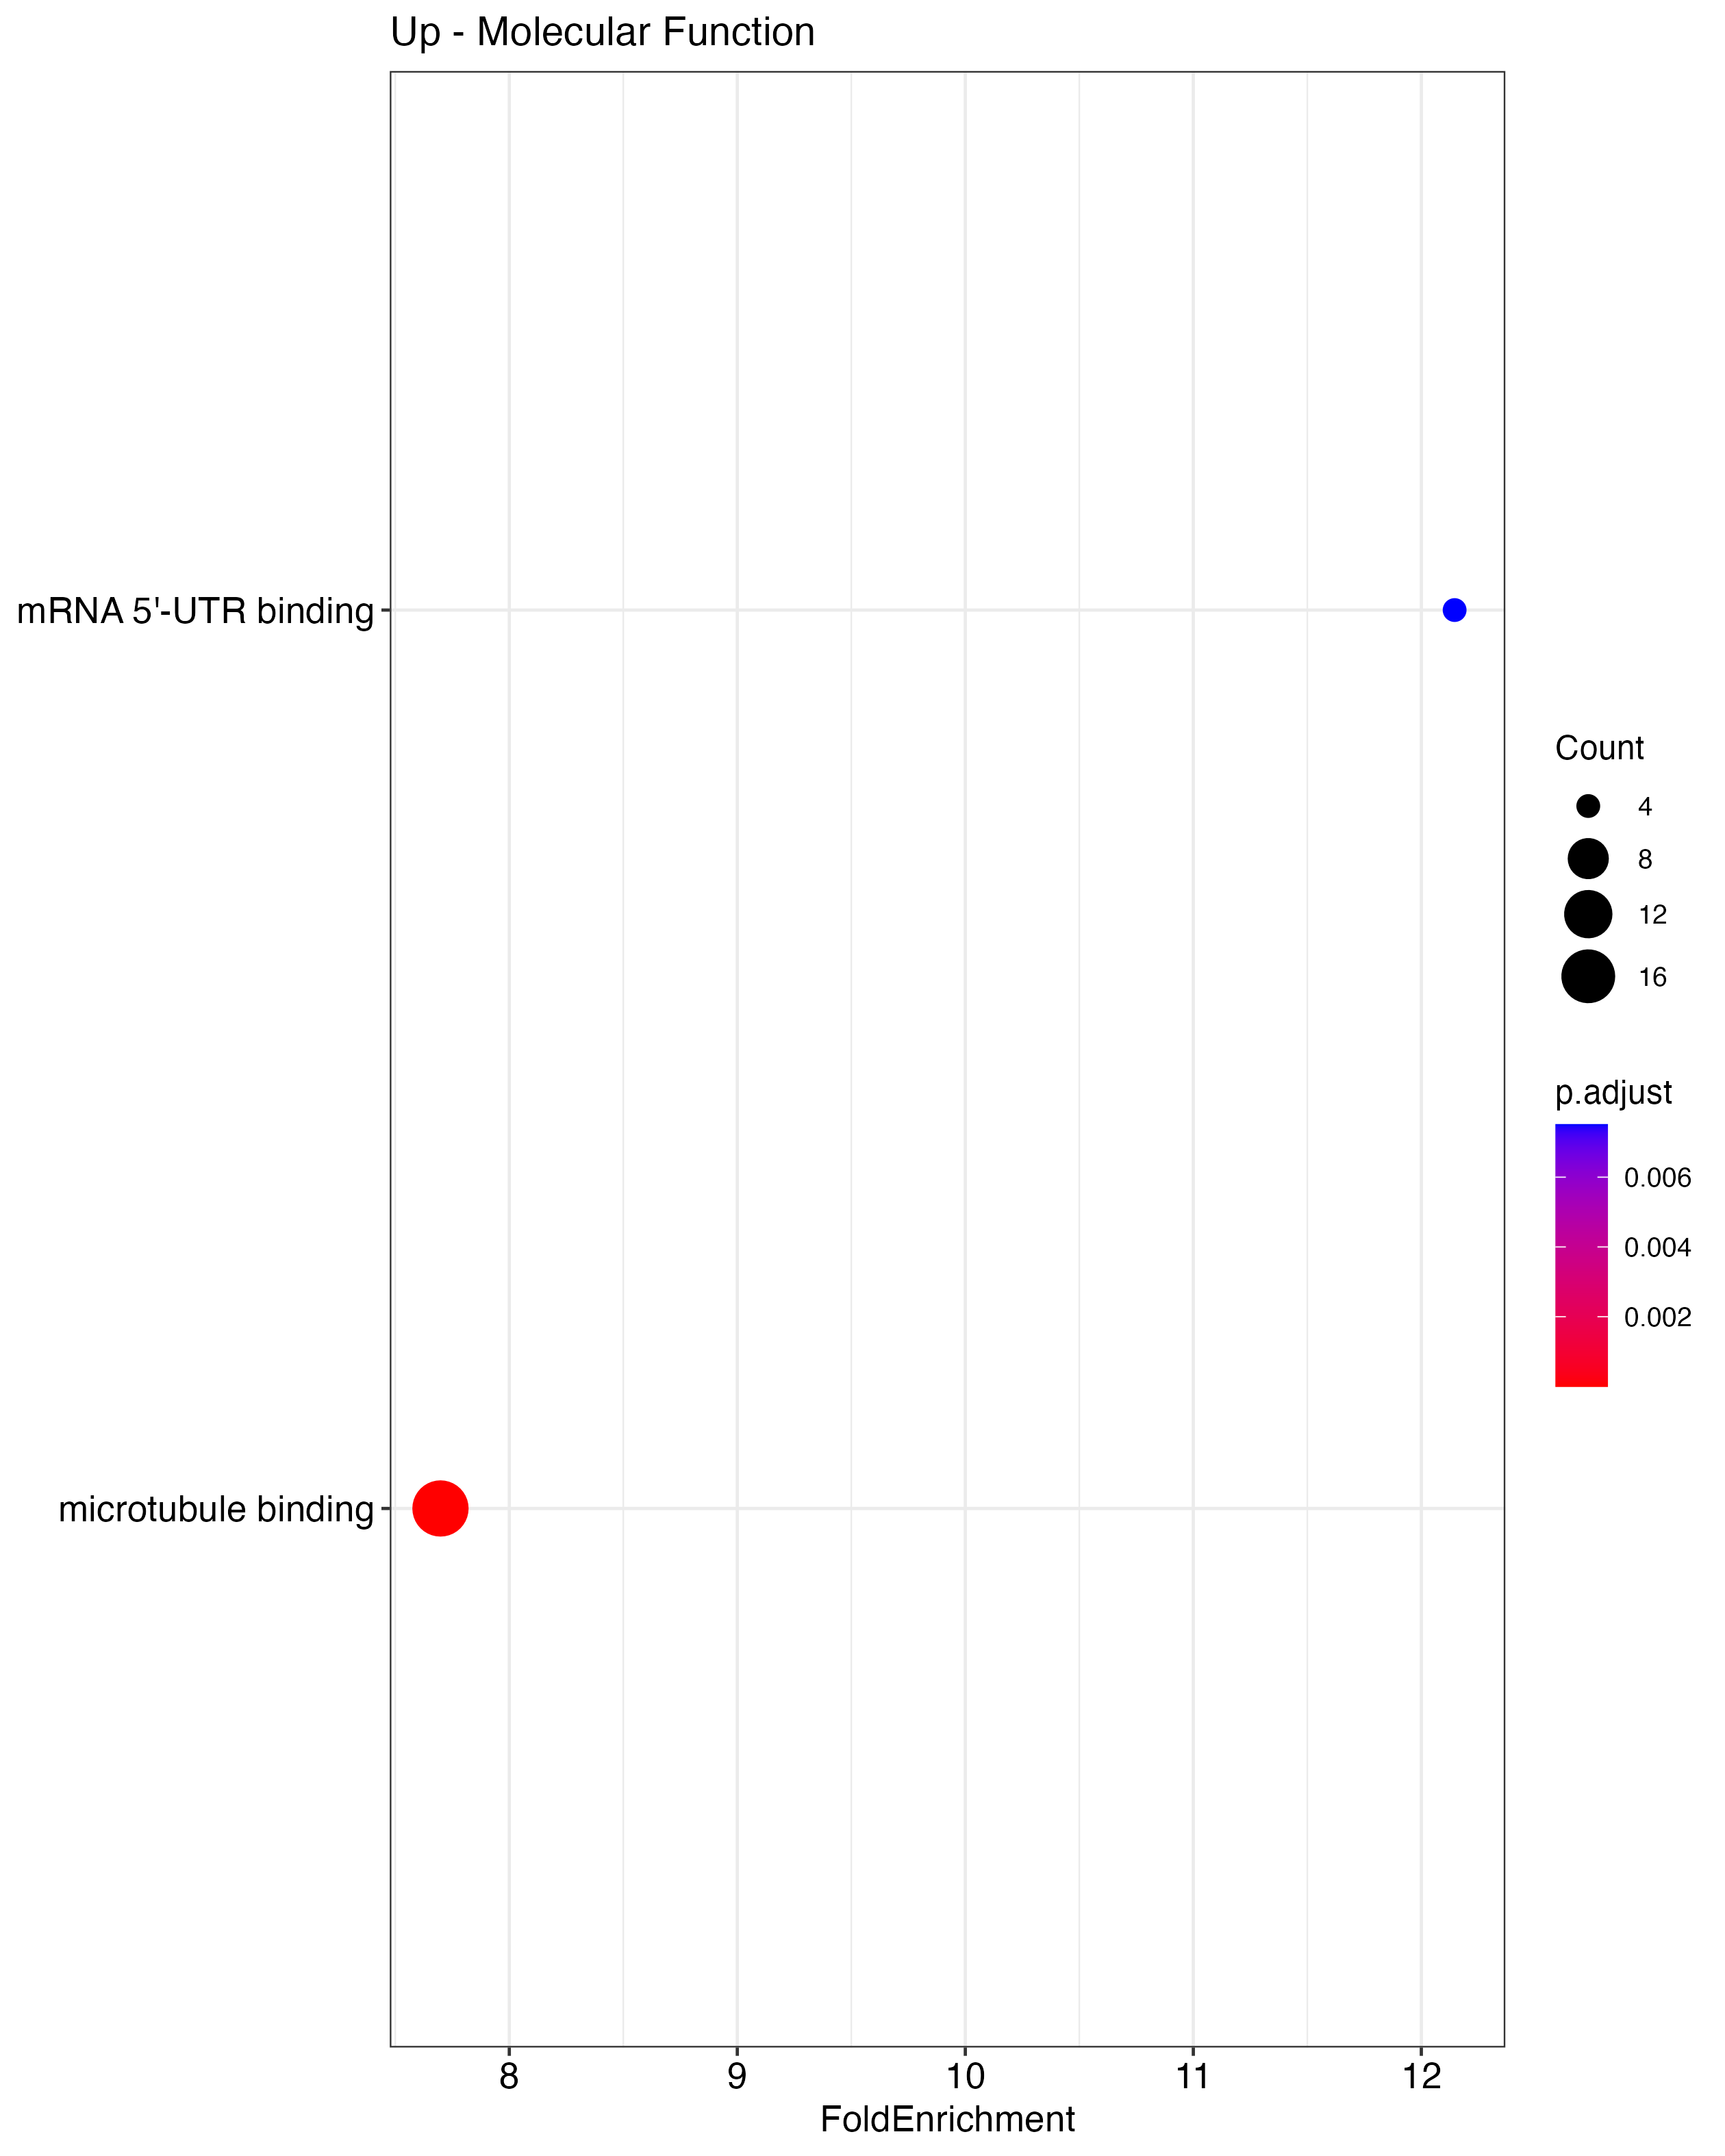 Up - Molecular Function
mRNA 5'-UTR binding
microtubule binding
8 9 10 11 12
FoldEnrichment
Count
4
8
12
16
p.adjust
0.006
0.004
0.002